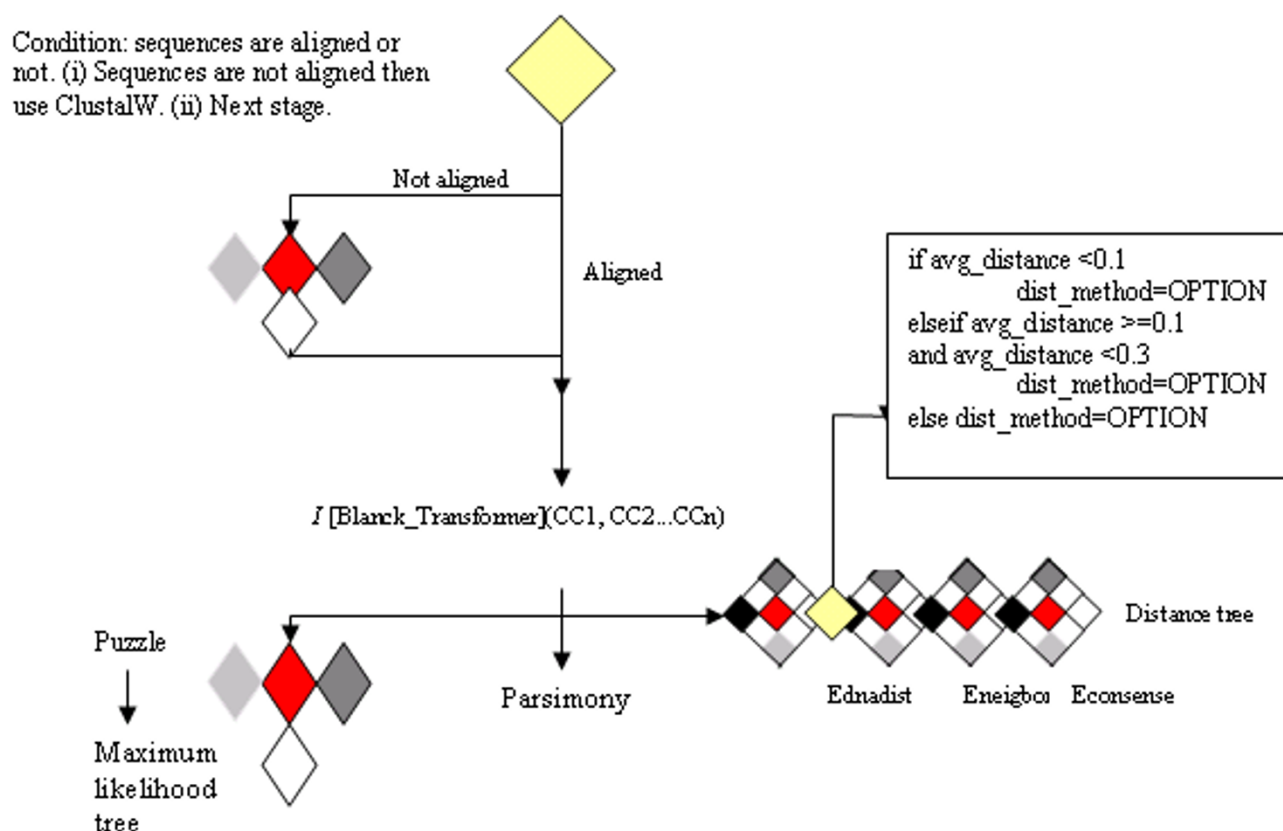 Condition: sequences are aligned or
not. (i) Sequences are not aligned then
use ClustalW. (ii) Next stage.
Not aligned
Aligned
if avg_distance <0.1
dist_method=OPTION
elseif avg_distance >=0.1
and avg_distance <0.3
dist_method=OPTION
else dist_method=OPTION
I [Blanck_Transformer](CC1, CC2...CCn)
Distance tree
Puzzle
Parsimony
Ednadist Eneigbor Econsense
Maximum
likelihood
tree